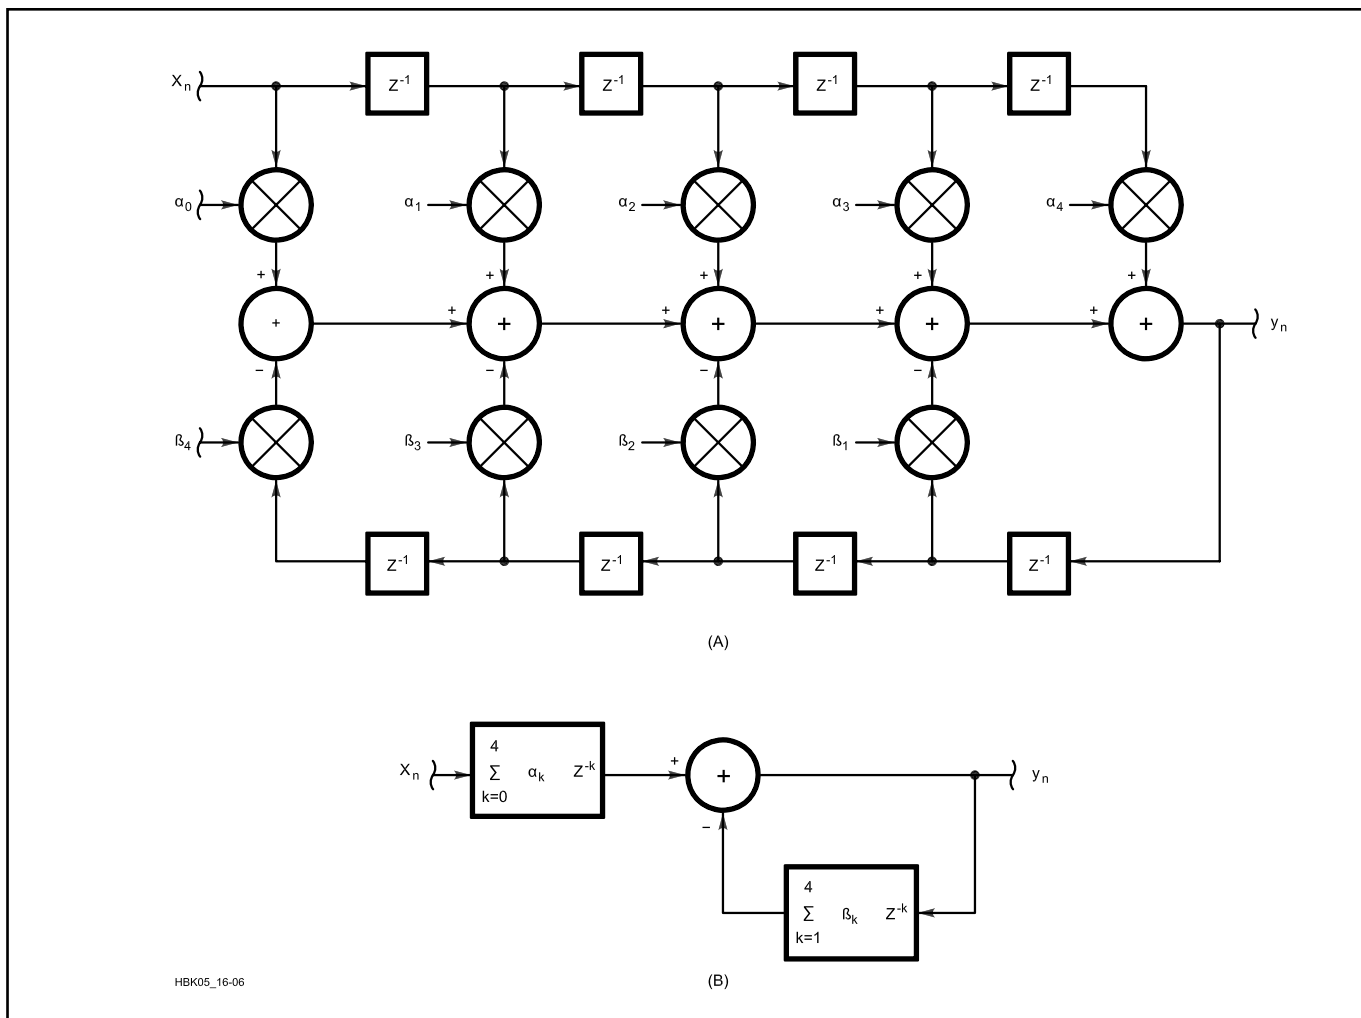 Xn Z-1 Z-1 Z-1 Z-1
α0 α1 α2 α3 α4
+ + + + +
+ + + +
+ + + + + yn
− − − −
ß4 ß3 ß2 ß1
Z-1 Z-1 Z-1 Z-1
(A)
4
Xn Σ αk Z-k + + yn
k=0
−
4
Σ ßk Z-k
k=1
HBK05_16-06 (B)